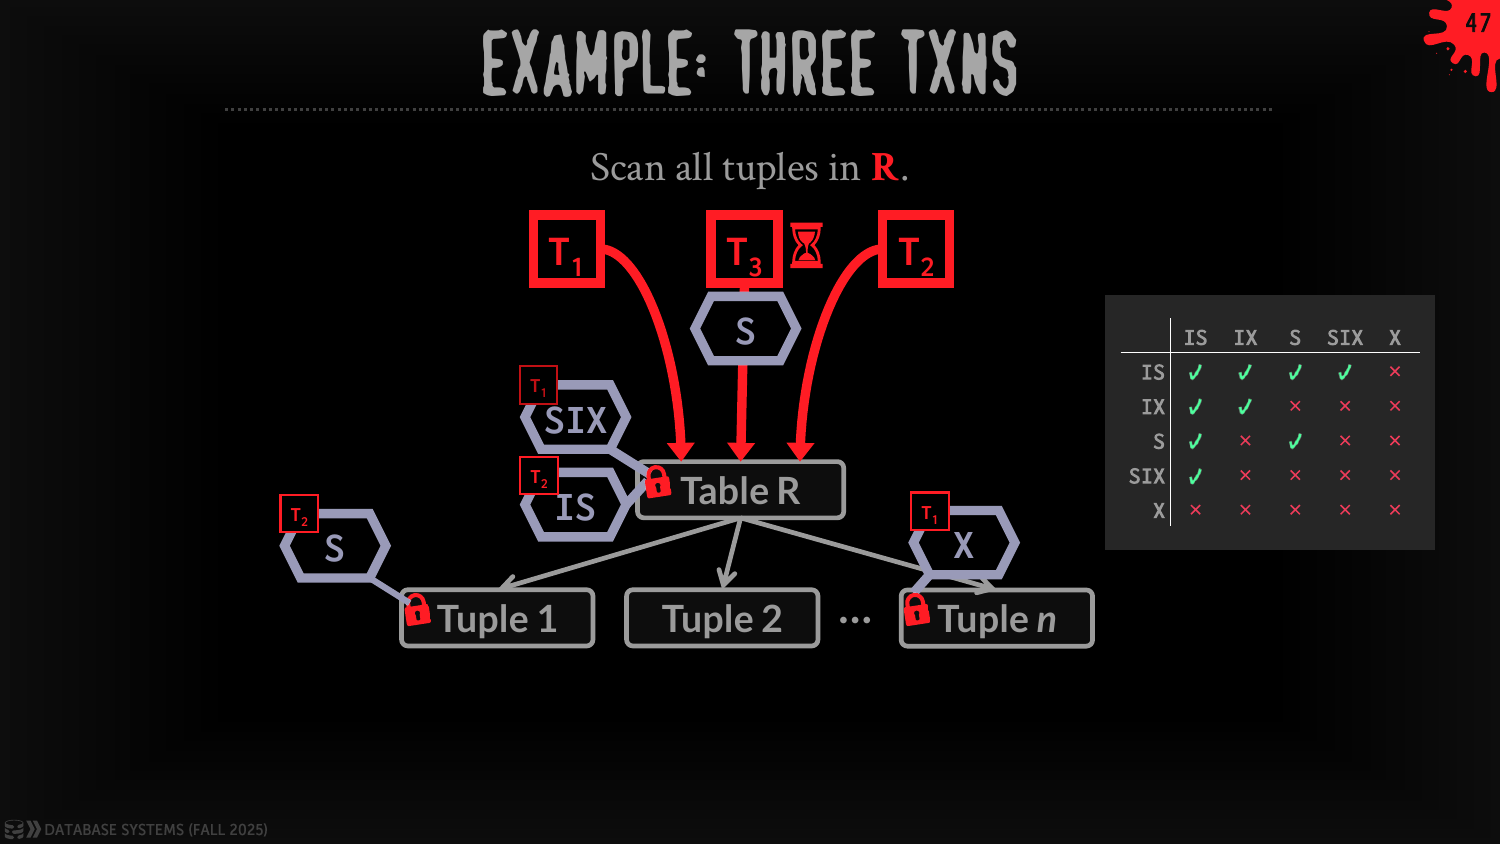 EXAMPLE: THREE TXNS
47
Scan all tuples in R.
T1
T3
T2
S
T1
SIX
T2
IS
Table R
T2
S
T1
X
Tuple 1
Tuple 2
...
Tuple n
IS IX S SIX X
IS ✓ ✓ ✓ ✓ ×
IX ✓ ✓ × × ×
S ✓ × ✓ × ×
SIX ✓ × × × ×
X × × × × ×
DATABASE SYSTEMS (FALL 2025)